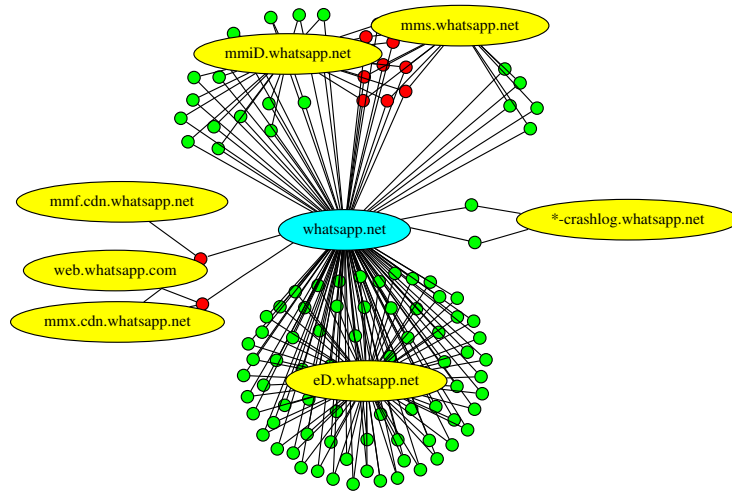 mms.whatsapp.net
mmiD.whatsapp.net
mmf.cdn.whatsapp.net
*-crashlog.whatsapp.net
whatsapp.net
web.whatsapp.com
mmx.cdn.whatsapp.net
eD.whatsapp.net